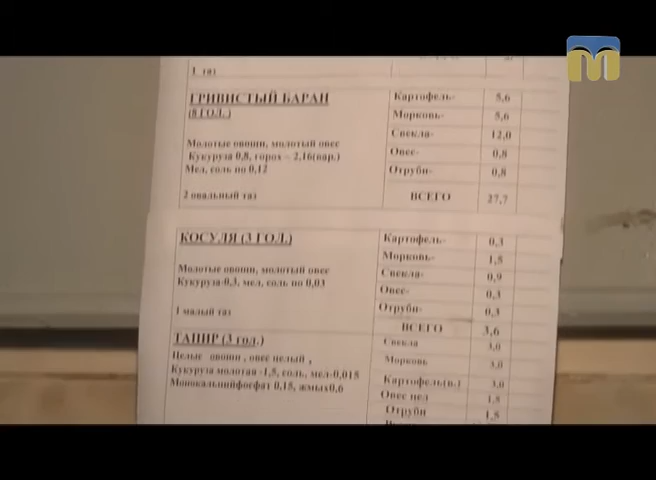 1 таз
ГРИВИСТЫЙ БАРАН
(8 ГОЛ.)
Картофель- 5,6
Морковь- 5,6
Свекла- 12,0
Овес- 0,8
Отруби- 0,8
Молотые овощи, молотый овес
Кукуруза 0,8, горох – 2,16(вар.)
Мел, соль по 0,12
2 овальный таз
ВСЕГО 27,7
КОСУЛЯ (3 ГОЛ.)
Картофель- 0,3
Морковь- 1,5
Свекла- 0,9
Овес- 0,3
Отруби- 0,3
Молотые овощи, молотый овес
Кукуруза-0,3, мел, соль по 0,03
1 малый таз
ВСЕГО 3,6
ТАПИР (3 гол.)
Свекла 3,0
Морковь 3,0
Картофель(в.) 3,0
Овес цел 1,5
Отруби 1,5
Целые овощи, овес целый ,
Кукуруза молотая -1,5, соль, мел-0,015
Монокальцийфосфат 0,15, жмых0,6